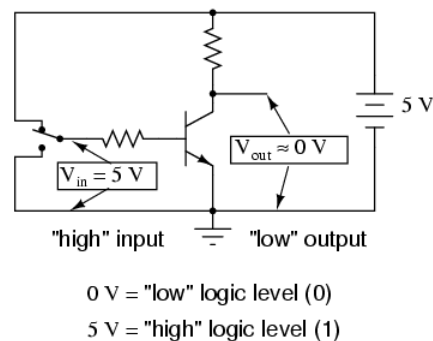 5 V
V_in = 5 V
V_out ≈ 0 V
"high" input
"low" output
0 V = "low" logic level (0)
5 V = "high" logic level (1)